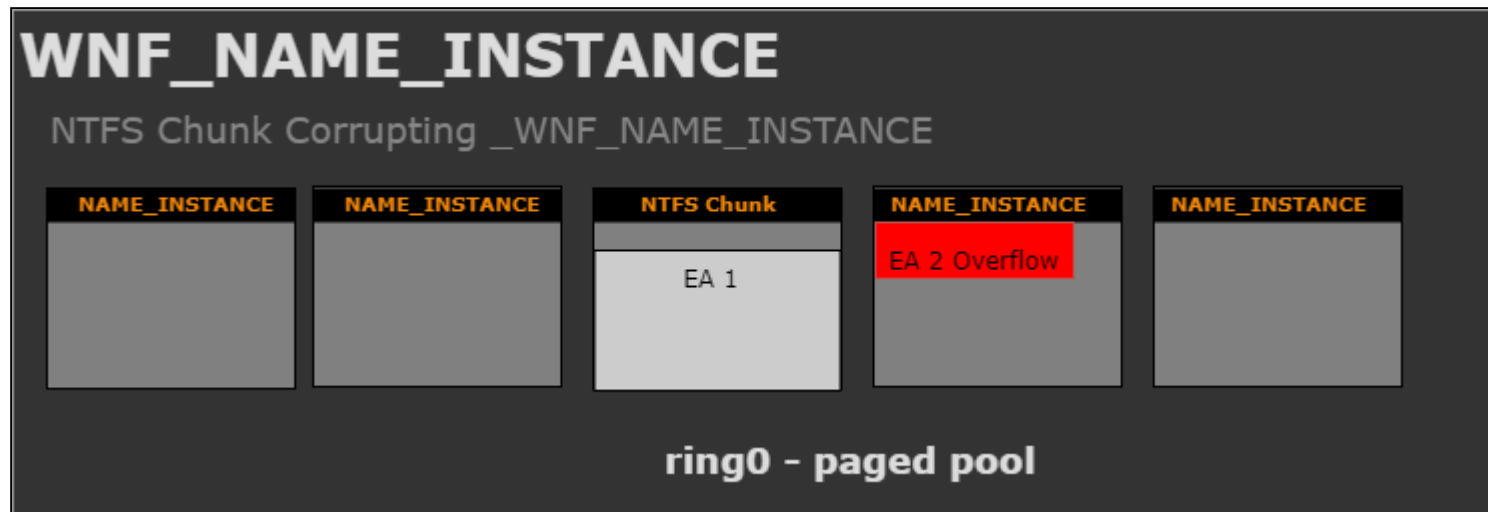 WNF_NAME_INSTANCE
NTFS Chunk Corrupting _WNF_NAME_INSTANCE
NAME_INSTANCE NAME_INSTANCE NTFS Chunk NAME_INSTANCE NAME_INSTANCE
EA 1 EA 2 Overflow
ring0 - paged pool